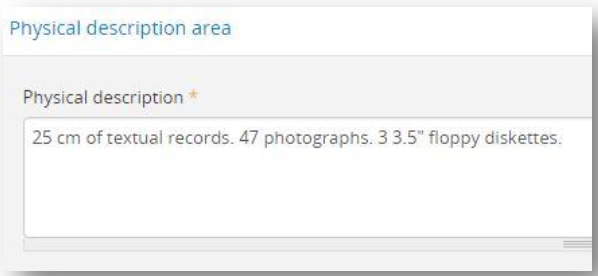 Physical description area
Physical description *
25 cm of textual records. 47 photographs. 3 3.5" floppy diskettes.